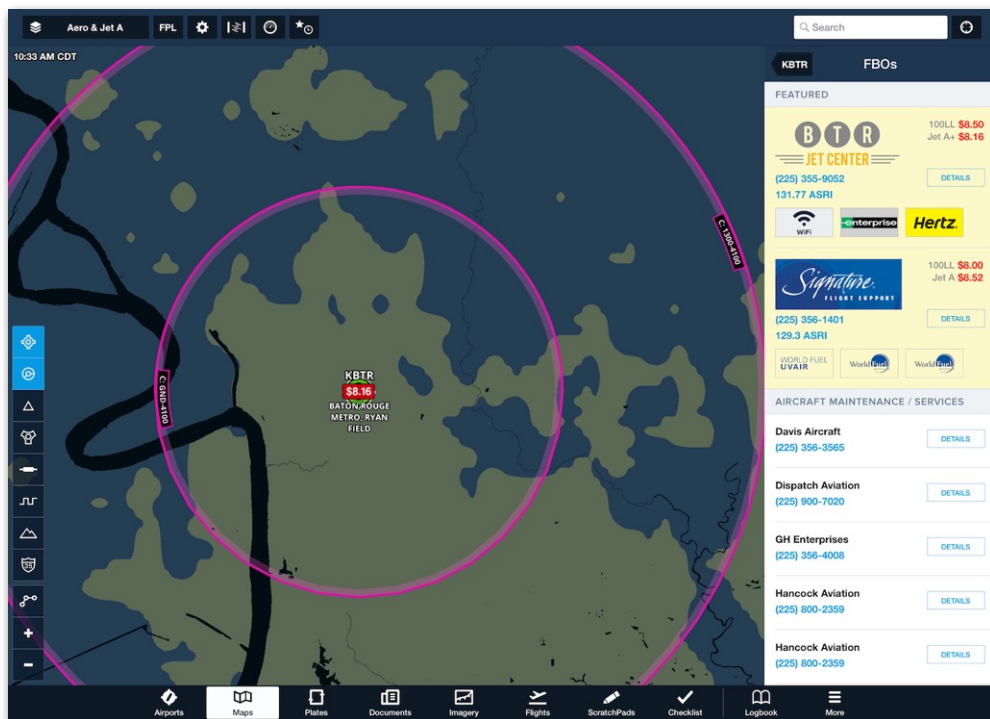 Aero & Jet A
FPL
Search
10:33 AM CDT
KBTR
FBOs
FEATURED
BTR
JET CENTER
100LL $8.50
Jet A+ $8.16
(225) 355-9052
131.77 ASRI
DETAILS
WiFi
enterprise
Hertz.
Signature.
FLIGHT SUPPORT
100LL $8.00
Jet A $8.52
(225) 356-1401
129.3 ASRI
DETAILS
WORLD FUEL
UVAIR
World Fuel
World Fuel
AIRCRAFT MAINTENANCE / SERVICES
Davis Aircraft
(225) 356-3565
DETAILS
Dispatch Aviation
(225) 900-7020
DETAILS
GH Enterprises
(225) 356-4008
DETAILS
Hancock Aviation
(225) 800-2359
DETAILS
Hancock Aviation
(225) 800-2359
DETAILS
C: 1300-4100
C: GND-4100
KBTR
$8.16
BATON ROUGE
METRO, RYAN
FIELD
35
Airports
Maps
Plates
Documents
Imagery
Flights
ScratchPads
Checklist
Logbook
More